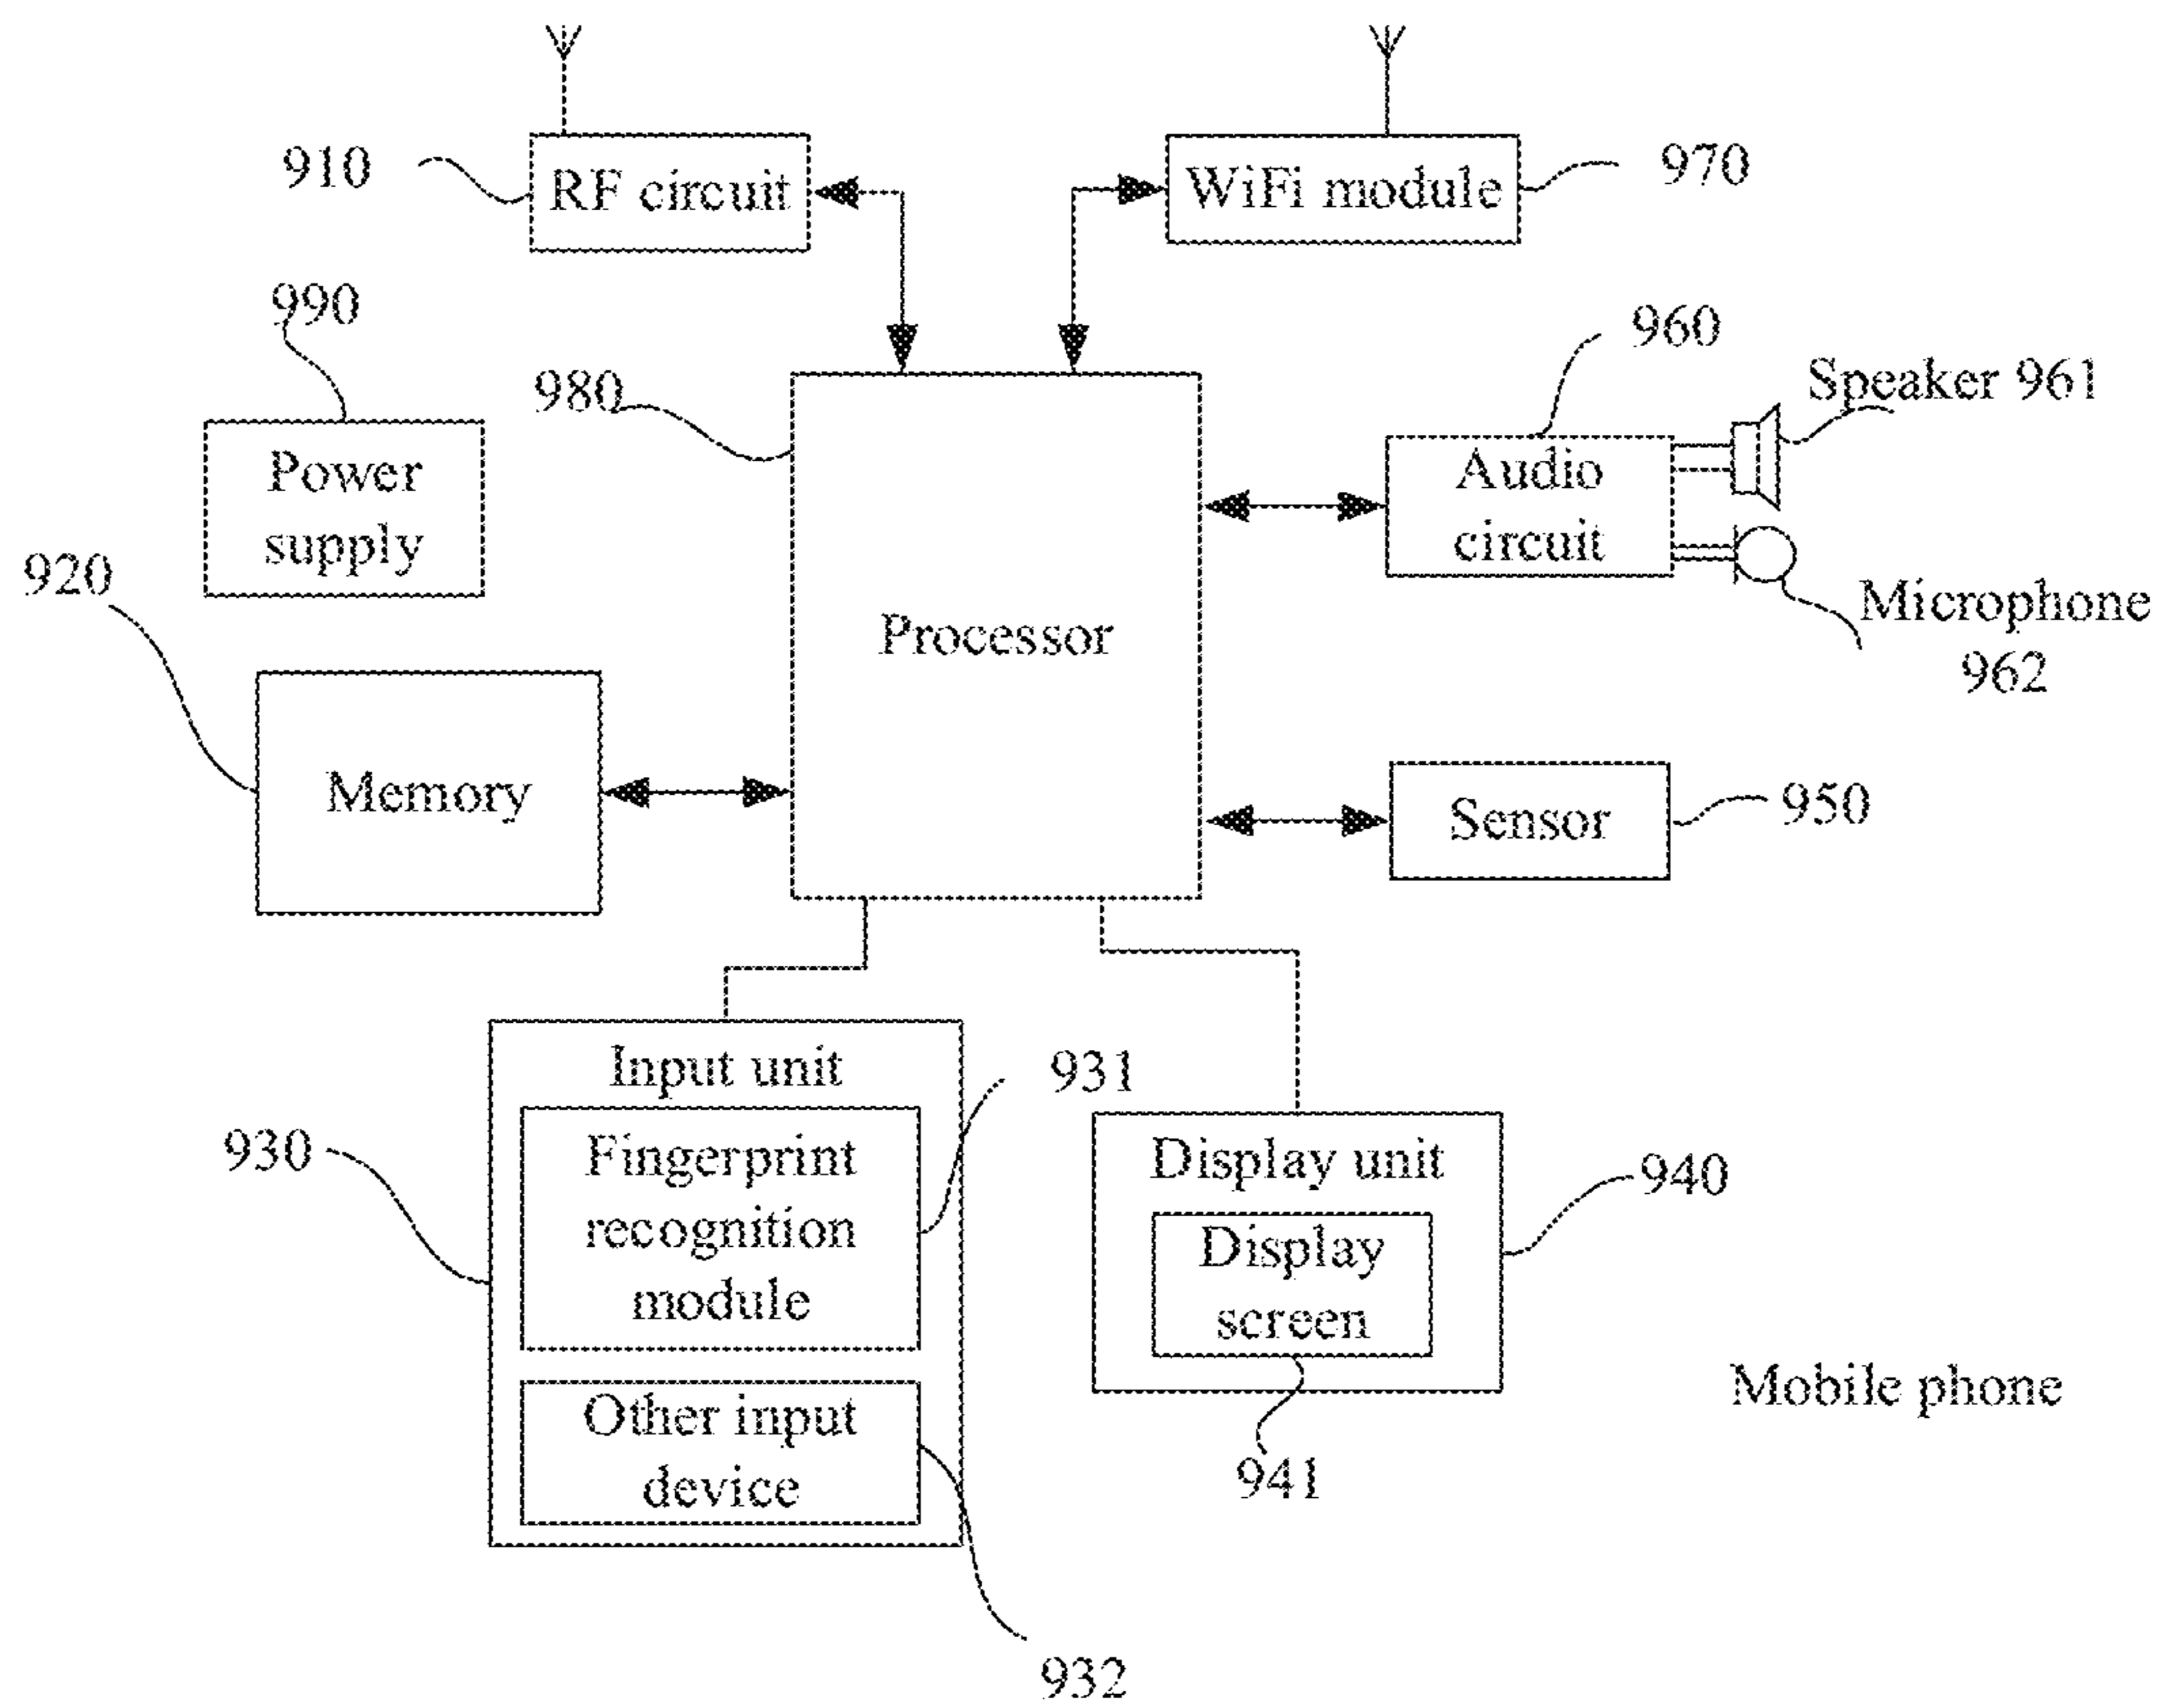 910
RF circuit
WiFi module
970
990
980
960
Speaker 961
Power
supply
Audio
circuit
920
Processor
Microphone
962
Memory
Sensor
950
Input unit
931
930
Fingerprint
recognition
module
Display unit
940
Display
screen
Other input
device
941
Mobile phone
932